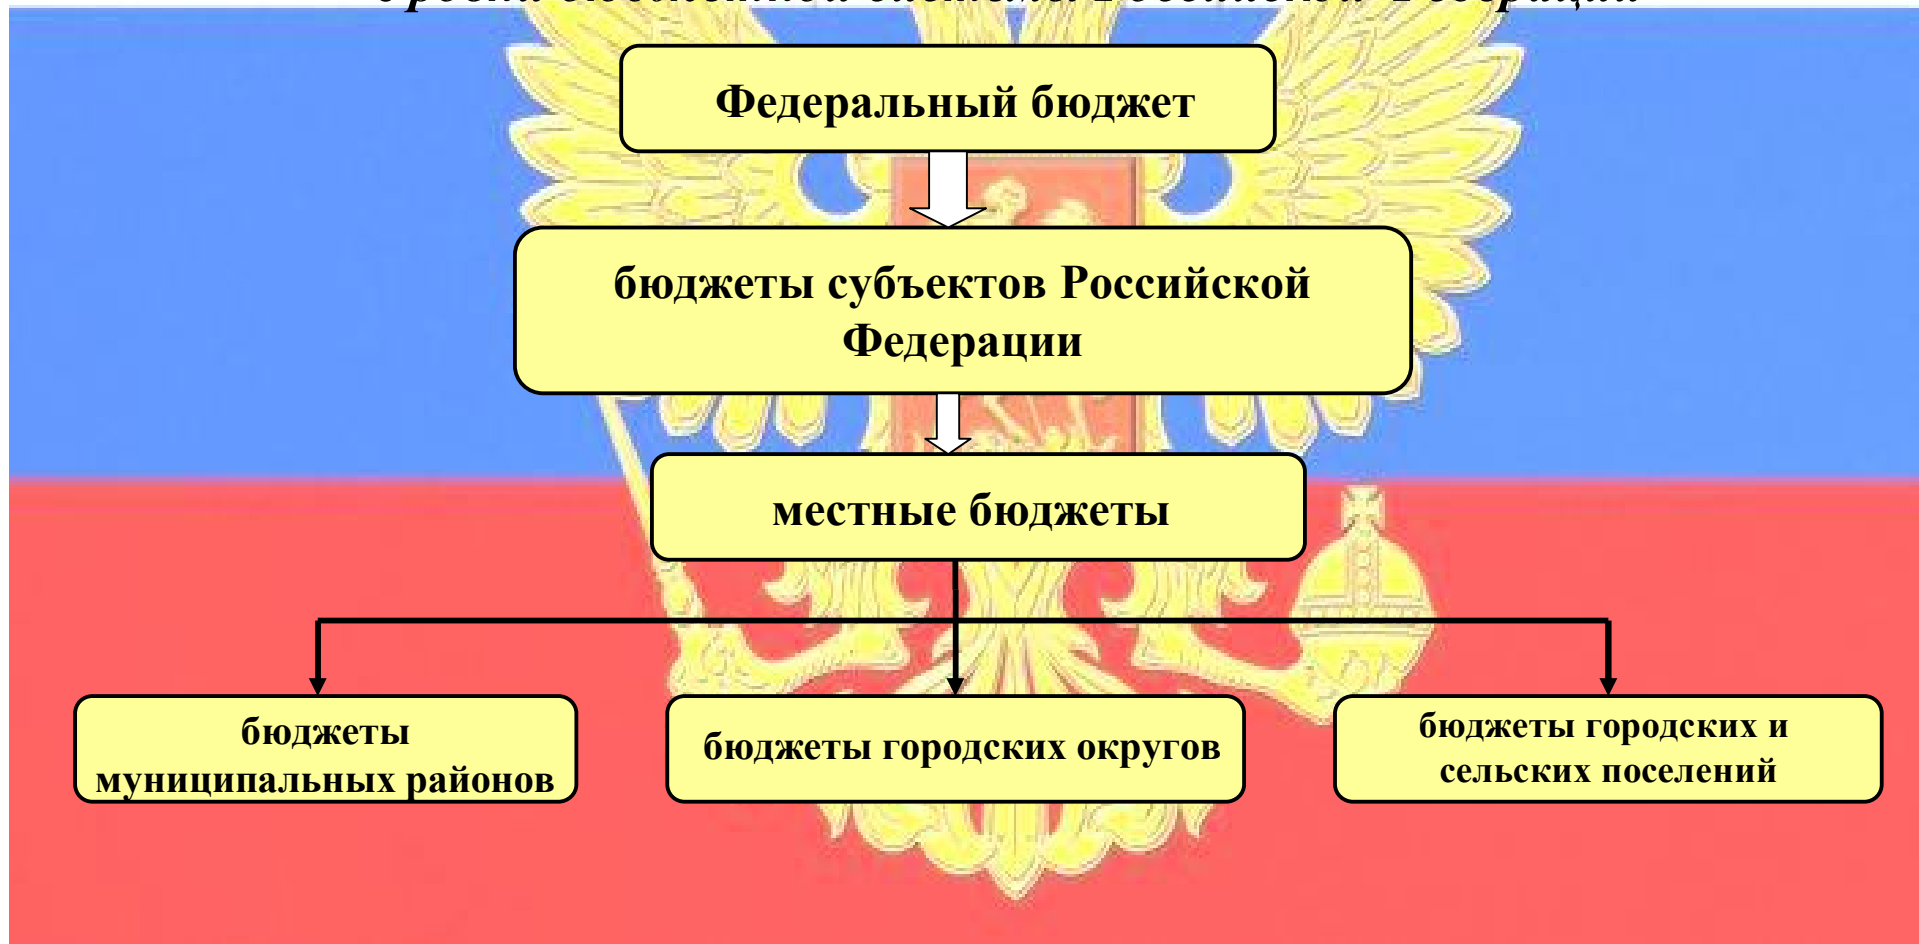 Федеральный бюджет
бюджеты субъектов Российской
Федерации
местные бюджеты
бюджеты
муниципальных районов
бюджеты городских округов
бюджеты городских и
сельских поселений